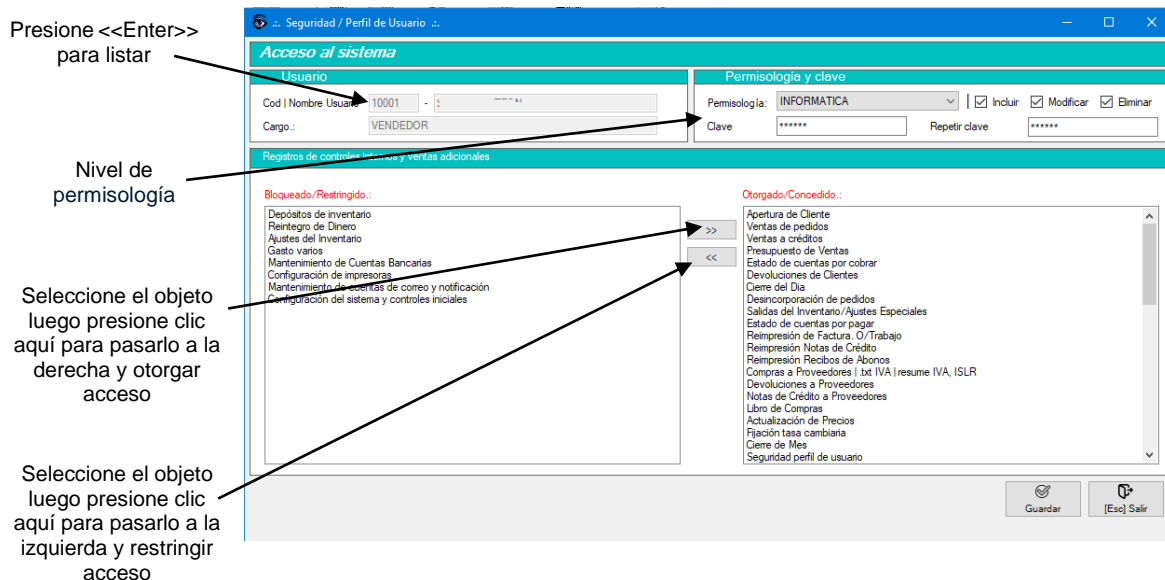 Presione <<Enter>>
para listar
Nivel de
permisología
Seleccione el objeto
luego presione clic
aquí para pasarlo a la
derecha y otorgar
acceso
Seleccione el objeto
luego presione clic
aquí para pasarlo a la
izquierda y restringir
acceso
.:. Seguridad / Perfil de Usuario .:.
Acceso al sistema
Usuario
Cod | Nombre Usuario 10001 -
Cargo.: VENDEDOR
Permisología y clave
Permisología: INFORMATICA | Incluir Modificar Eliminar
Clave ****** Repetir clave ******
Registros de controles internos y ventas adicionales
Bloqueado/Restringido.:
Depósitos de inventario
Reintegro de Dinero
Ajustes del Inventario
Gasto varios
Mantenimiento de Cuentas Bancarias
Configuración de impresoras
Mantenimiento de cuentas de correo y notificación
Configuración del sistema y controles iniciales
>>
<<
Otorgado/Concedido.:
Apertura de Cliente
Ventas de pedidos
Ventas a créditos
Presupuesto de Ventas
Estado de cuentas por cobrar
Devoluciones de Clientes
Cierre del Dia
Desincorporación de pedidos
Salidas del Inventario/Ajustes Especiales
Estado de cuentas por pagar
Reimpresión de Factura. O/Trabajo
Reimpresión Notas de Crédito
Reimpresión Recibos de Abonos
Compras a Proveedores | .txt IVA | resume IVA, ISLR
Devoluciones a Proveedores
Notas de Crédito a Proveedores
Libro de Compras
Actualización de Precios
Fijación tasa cambiaria
Cierre de Mes
Seguridad perfil de usuario
Guardar
[Esc] Salir